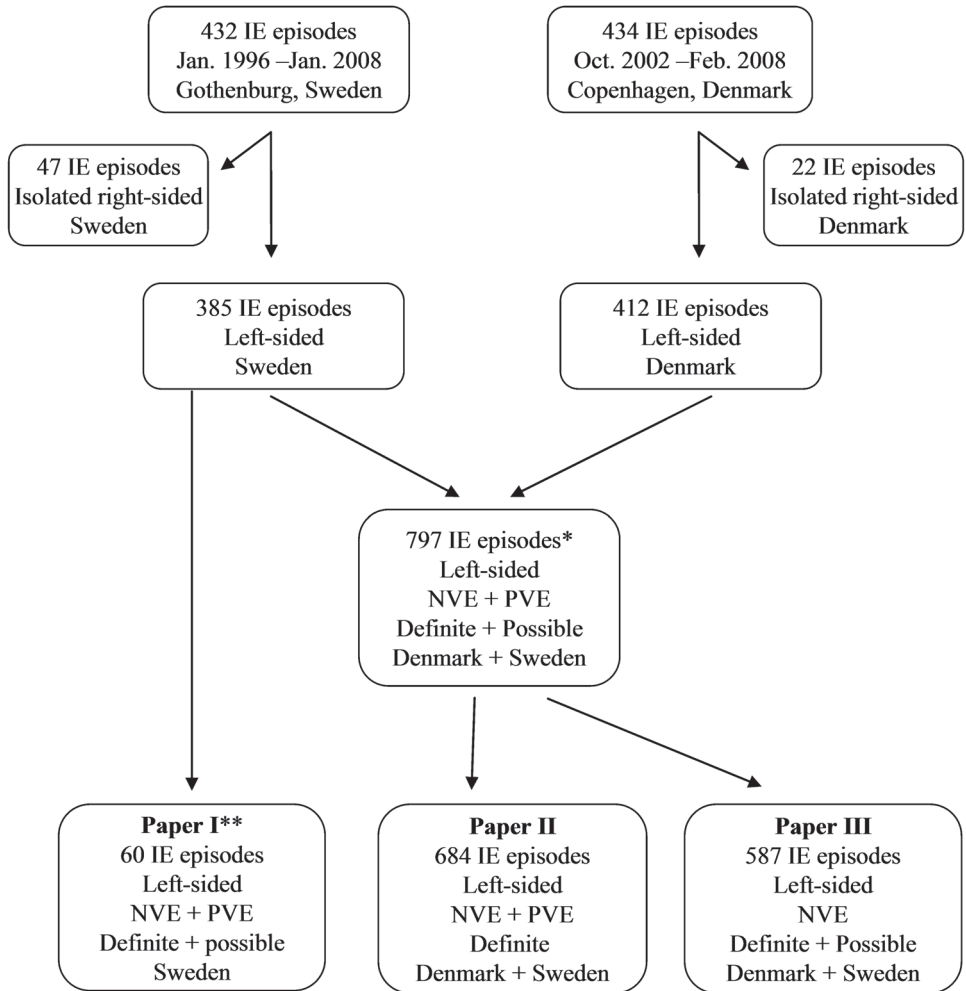 432 IE episodes
Jan. 1996 –Jan. 2008
Gothenburg, Sweden
434 IE episodes
Oct. 2002 –Feb. 2008
Copenhagen, Denmark
47 IE episodes
Isolated right-sided
Sweden
22 IE episodes
Isolated right-sided
Denmark
385 IE episodes
Left-sided
Sweden
412 IE episodes
Left-sided
Denmark
797 IE episodes*
Left-sided
NVE + PVE
Definite + Possible
Denmark + Sweden
Paper I**
60 IE episodes
Left-sided
NVE + PVE
Definite + possible
Sweden
Paper II
684 IE episodes
Left-sided
NVE + PVE
Definite
Denmark + Sweden
Paper III
587 IE episodes
Left-sided
NVE
Definite + Possible
Denmark + Sweden